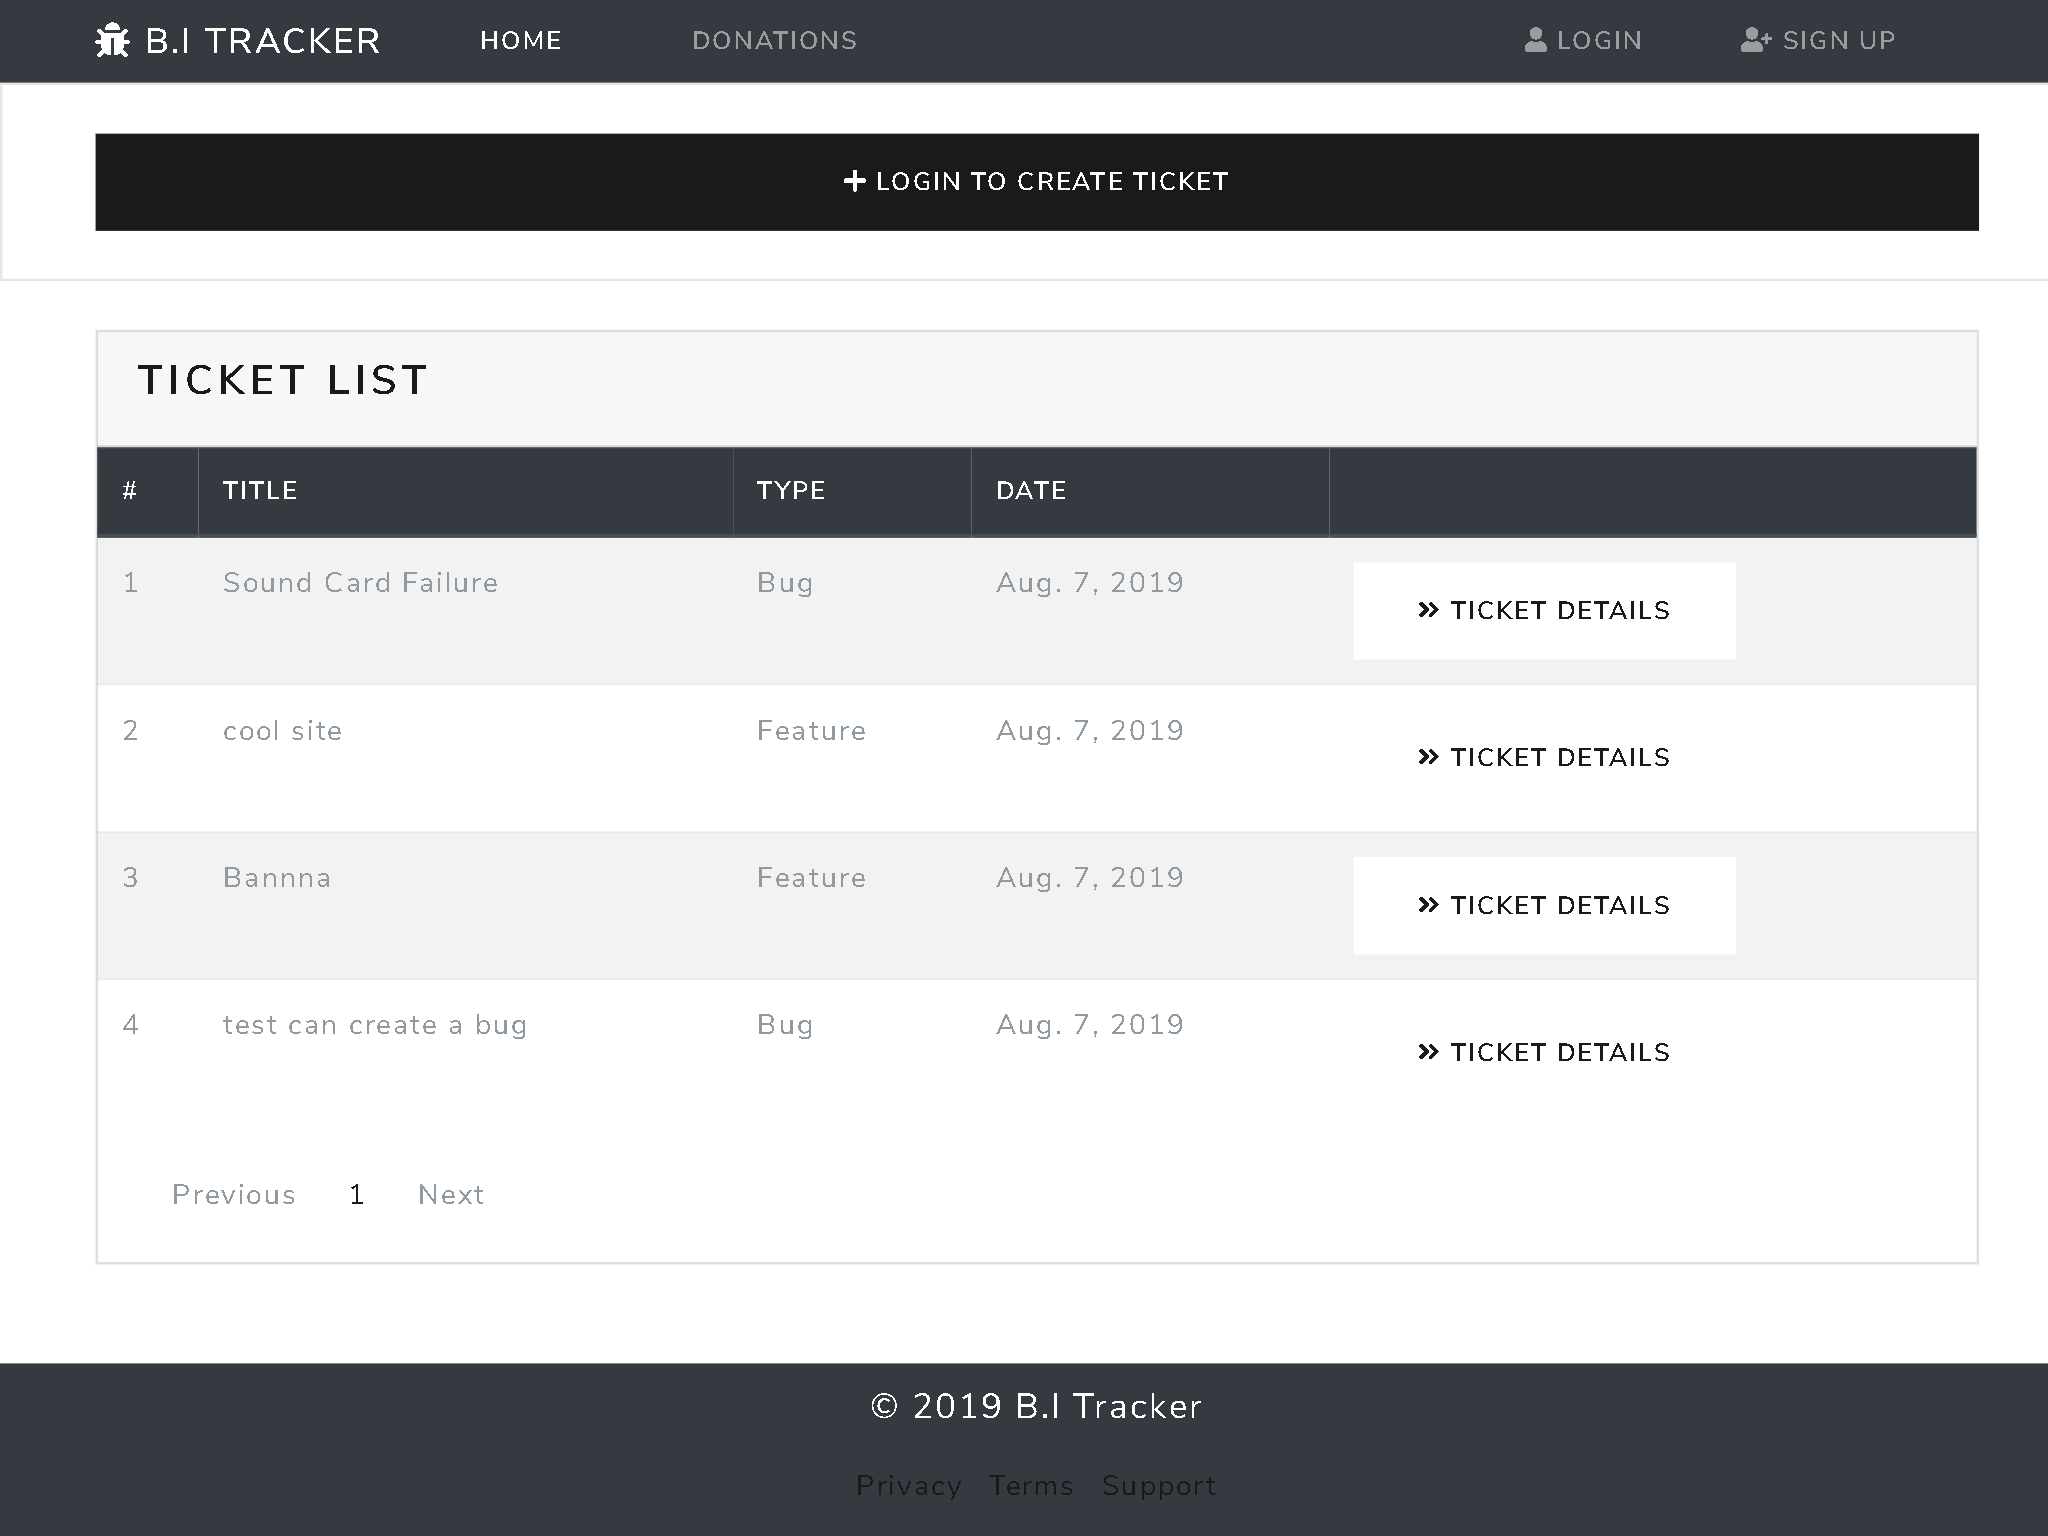 B.I TRACKER HOME DONATIONS LOGIN SIGN UP
LOGIN TO CREATE TICKET
TICKET LIST
# TITLE TYPE DATE
1 Sound Card Failure Bug Aug. 7, 2019 TICKET DETAILS
2 cool site Feature Aug. 7, 2019 TICKET DETAILS
3 Bannna Feature Aug. 7, 2019 TICKET DETAILS
4 test can create a bug Bug Aug. 7, 2019 TICKET DETAILS
Previous 1 Next
© 2019 B.I Tracker
Privacy Terms Support